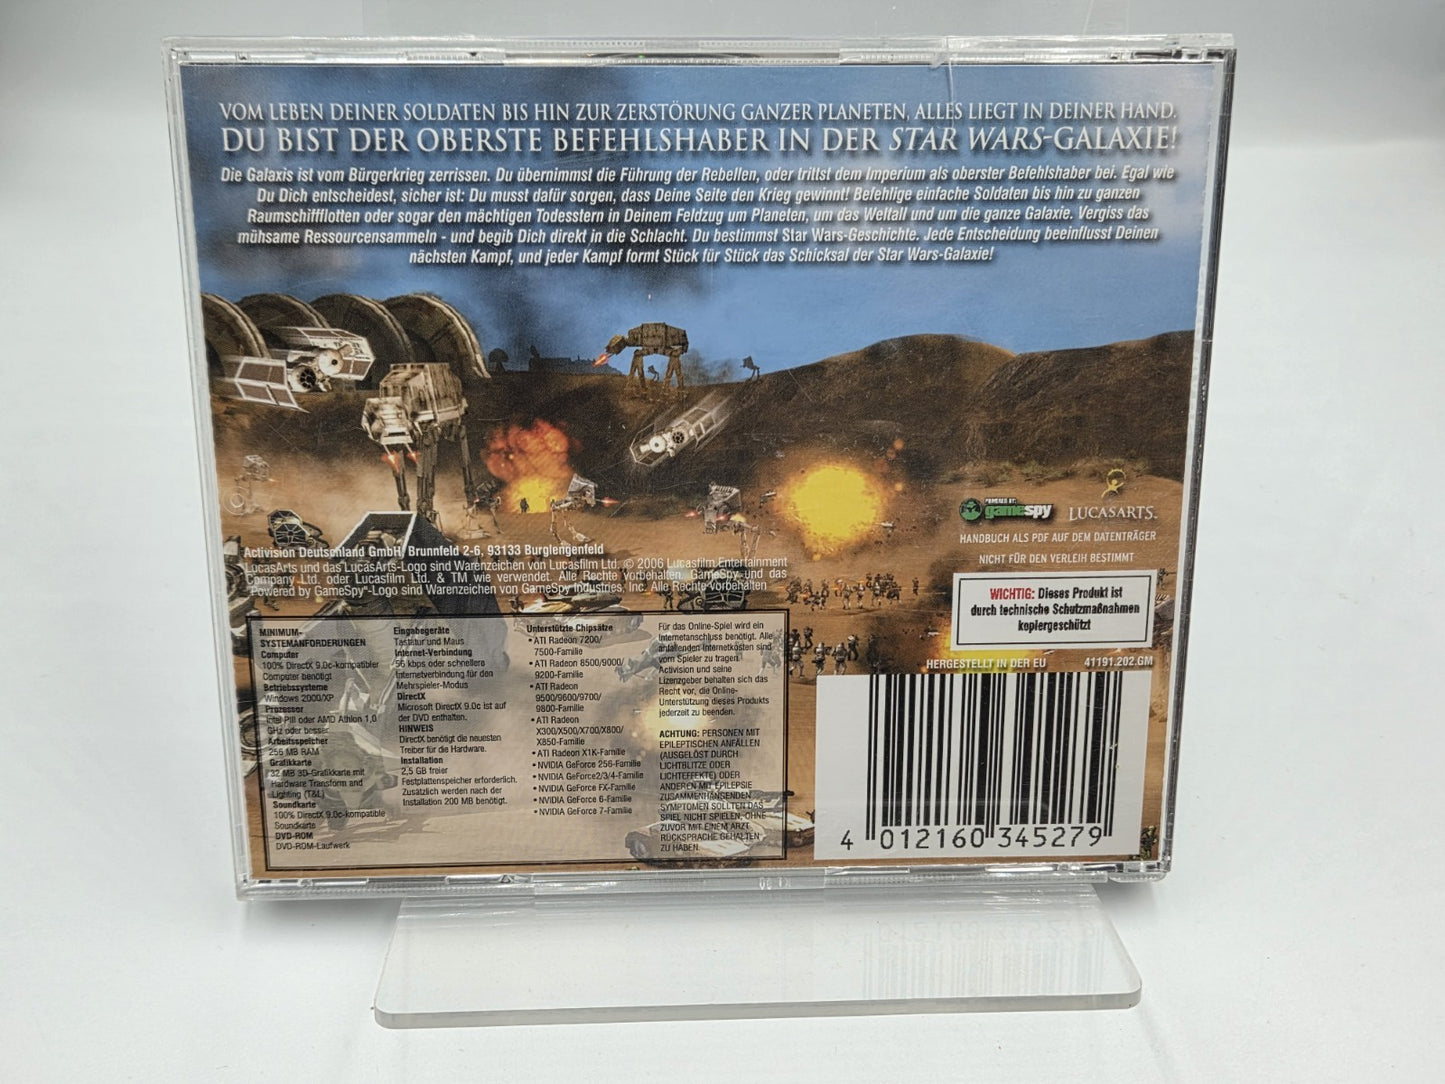 VOM LEBEN DEINER SOLDATEN BIS HIN ZUR ZERSTÖRUNG GANZER PLANETEN, ALLES LIEGT IN DEINER HAND.
DU BIST DER OBERSTE BEFEHLSHABER IN DER STAR WARS-GALAXIE!
Die Galaxis ist vom Bürgerkrieg zerrissen. Du übernimmst die Führung der Rebellen, oder trittst dem Imperium als oberster Befehlshaber bei. Egal wie
Du Dich entscheidest, sicher ist: Du musst dafür sorgen, dass Deine Seite den Krieg gewinnt! Befehlige einfache Soldaten bis hin zu ganzen
Raumschiffflotten oder sogar den mächtigen Todesstern in Deinem Feldzug um Planeten, um das Weltall und um die ganze Galaxie. Vergiss das
mühsame Ressourcensammeln - und begib Dich direkt in die Schlacht. Du bestimmst Star Wars-Geschichte. Jede Entscheidung beeinflusst Deinen
nächsten Kampf, und jeder Kampf formt Stück für Stück das Schicksal der Star Wars-Galaxie!
POWERED BY
gamespy
LUCASARTS
HANDBUCH ALS PDF AUF DEM DATENTRÄGER
NICHT FÜR DEN VERLEIH BESTIMMT
WICHTIG: Dieses Produkt ist
durch technische Schutzmaßnahmen
kopiergeschützt
HERGESTELLT IN DER EU 41191.202.GM
4 012160 345279
Activision Deutschland GmbH, Brunnfeld 2-6, 93133 Burglengenfeld
LucasArts und das LucasArts-Logo sind Warenzeichen von Lucasfilm Ltd. © 2006 Lucasfilm Entertainment
Company Ltd. oder Lucasfilm Ltd. & TM wie verwendet. Alle Rechte vorbehalten. GameSpy und das
"Powered by GameSpy"-Logo sind Warenzeichen von GameSpy Industries, Inc. Alle Rechte vorbehalten
MINIMUM-
SYSTEMANFORDERUNGEN
Computer
100% DirectX 9.0c-kompatibler
Computer benötigt
Betriebssysteme
Windows 2000/XP
Prozessor
Intel PIII oder AMD Athlon 1,0
GHz oder besser
Arbeitsspeicher
256 MB RAM
Grafikkarte
32 MB 3D-Grafikkarte mit
Hardware Transform and
Lighting (T&L)
Soundkarte
100% DirectX 9.0c-kompatible
Soundkarte
DVD-ROM
DVD-ROM-Laufwerk
Eingabegeräte
Tastatur und Maus
Internet-Verbindung
56 kbps oder schnellere
Internetverbindung für den
Mehrspieler-Modus
DirectX
Microsoft DirectX 9.0c ist auf
der DVD enthalten.
HINWEIS
DirectX benötigt die neuesten
Treiber für die Hardware.
Installation
2,5 GB freier
Festplattenspeicher erforderlich.
Zusätzlich werden nach der
Installation 200 MB benötigt.
Unterstützte Chipsätze
• ATI Radeon 7200/
7500-Familie
• ATI Radeon 8500/9000/
9200-Familie
• ATI Radeon
9500/9600/9700/
9800-Familie
• ATI Radeon
X300/X500/X700/X800/
X850-Familie
• ATI Radeon X1K-Familie
• NVIDIA GeForce 256-Familie
• NVIDIA GeForce2/3/4-Familie
• NVIDIA GeForce FX-Familie
• NVIDIA GeForce 6-Familie
• NVIDIA GeForce 7-Familie
Für das Online-Spiel wird ein
Internetanschluss benötigt. Alle
anfallenden Internetkosten sind
vom Spieler zu tragen.
Activision und seine
Lizenzgeber behalten sich das
Recht vor, die Online-
Unterstützung dieses Produkts
jederzeit zu beenden.
ACHTUNG: PERSONEN MIT
EPILEPTISCHEN ANFÄLLEN
(AUSGELÖST DURCH
LICHTBLITZE ODER
LICHTEFFEKTE) ODER
ANDEREN MIT EPILEPSIE
ZUSAMMENHÄNGENDEN
SYMPTOMEN SOLLTEN DAS
SPIEL NICHT SPIELEN, OHNE
ZUVOR MIT EINEM ARZT
RÜCKSPRACHE GEHALTEN
ZU HABEN.